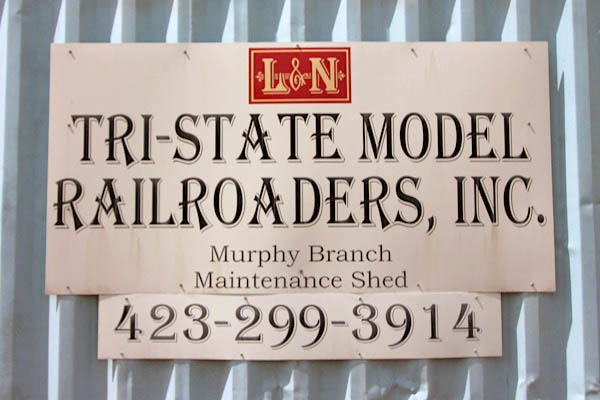 L&N
TRI-STATE MODEL
RAILROADERS, INC.
Murphy Branch
Maintenance Shed
423-299-3914